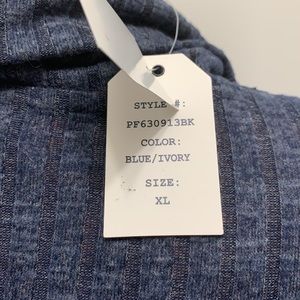 STYLE #:
PF630913BK
COLOR:
BLUE/IVORY
SIZE:
XL